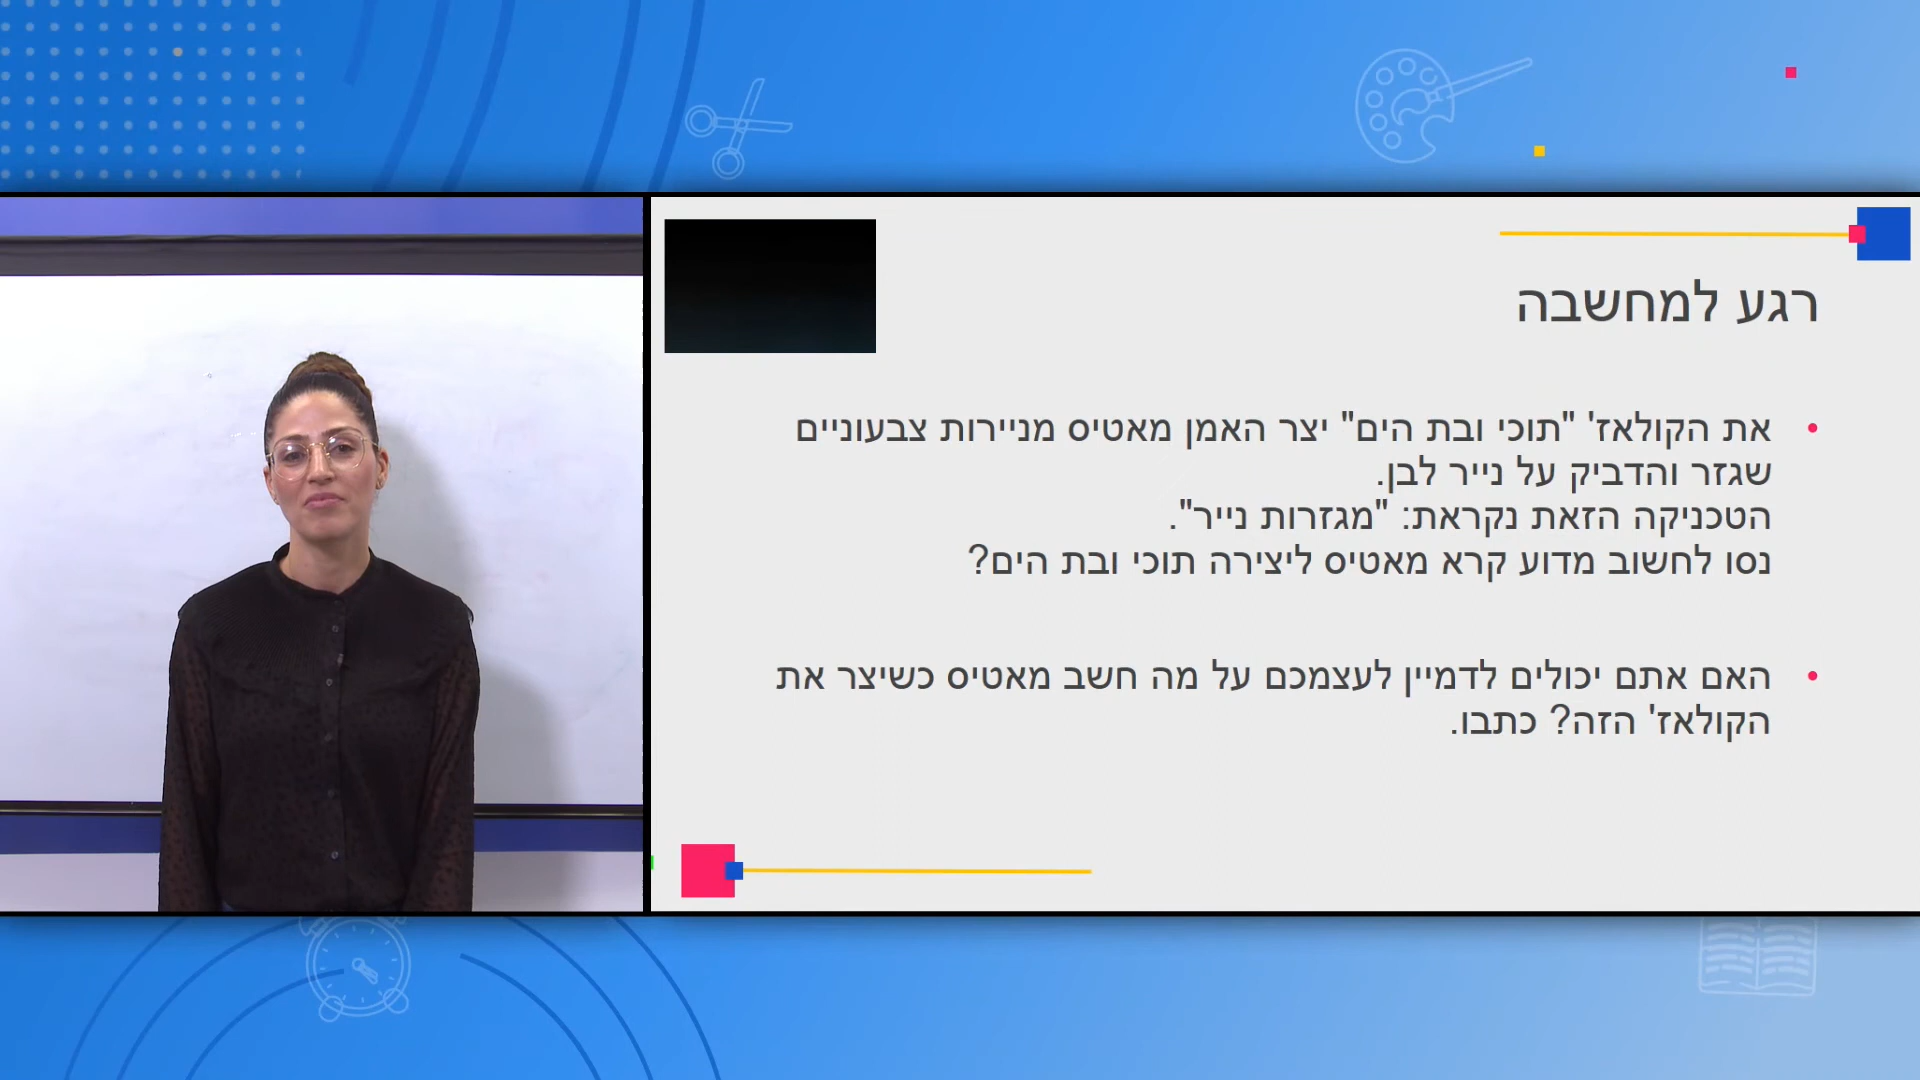 רגע למחשבה
את הקולאז' "תוכי ובת הים" יצר האמן מאטיס מניירות צבעוניים
שגזר והדביק על נייר לבן.
הטכניקה הזאת נקראת: "מגזרות נייר".
נסו לחשוב מדוע קרא מאטיס ליצירה תוכי ובת הים?
האם אתם יכולים לדמיין לעצמכם על מה חשב מאטיס כשיצר את
הקולאז' הזה? כתבו.